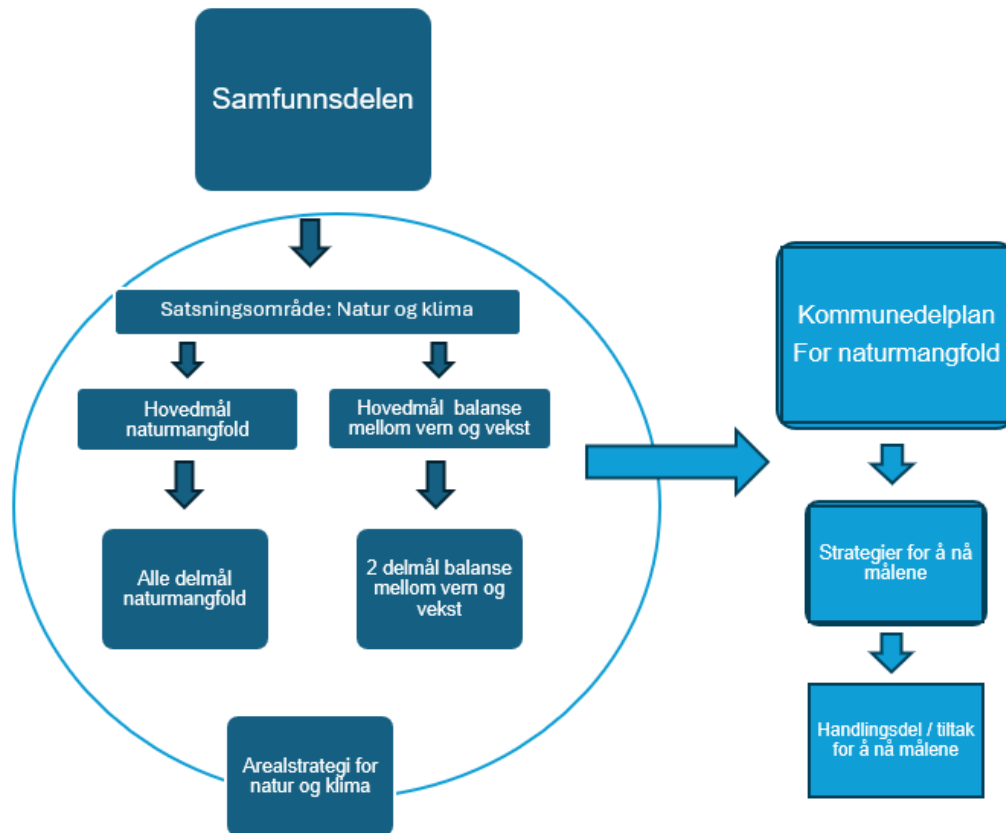 Samfunnsdelen
Satsningsområde: Natur og klima
Hovedmål
naturmangfold
Hovedmål balanse
mellom vern og vekst
Alle delmål
naturmangfold
2 delmål balanse
mellom vern og
vekst
Arealstrategi for
natur og klima
Kommunedelplan
For naturmangfold
Strategier for å nå
målene
Handlingsdel / tiltak
for å nå målene